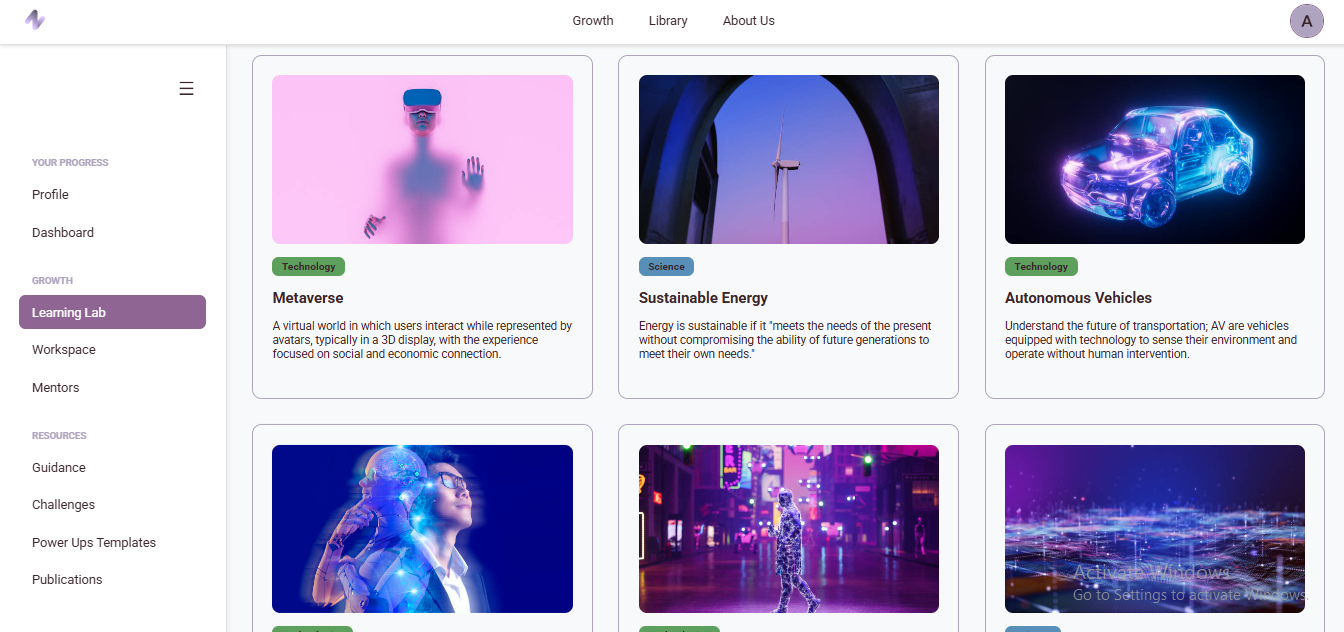 Growth
Library
About Us
A
YOUR PROGRESS
Profile
Dashboard
GROWTH
Learning Lab
Workspace
Mentors
RESOURCES
Guidance
Challenges
Power Ups Templates
Publications
Technology
Metaverse
A virtual world in which users interact while represented by
avatars, typically in a 3D display, with the experience
focused on social and economic connection.
Science
Sustainable Energy
Energy is sustainable if it "meets the needs of the present
without compromising the ability of future generations to
meet their own needs."
Technology
Autonomous Vehicles
Understand the future of transportation; AV are vehicles
equipped with technology to sense their environment and
operate without human intervention.
Activate Windows
Go to Settings to activate Windows.